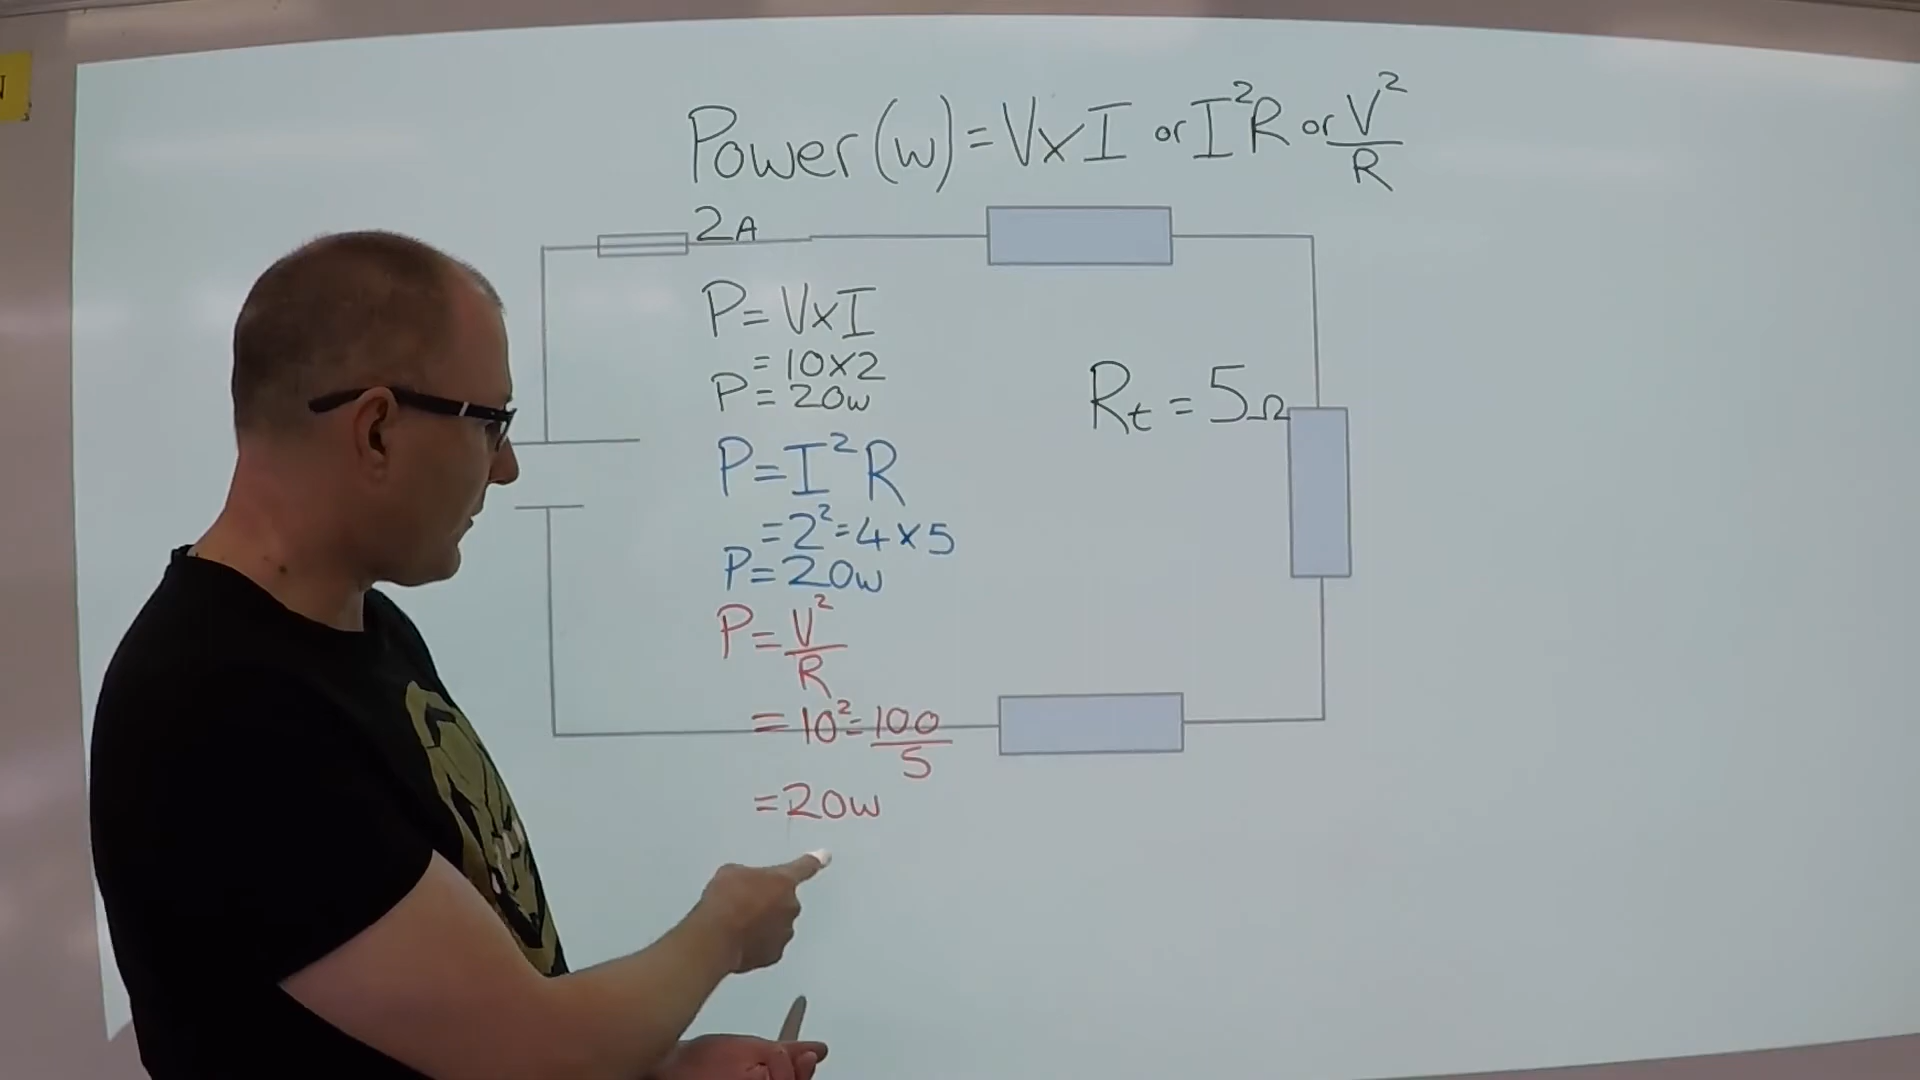 Power (w) = V x I or I²R or V²/R
2A
P = V x I
= 10 x 2
P = 20w
Rt = 5Ω
P = I²R
= 2² = 4 x 5
P = 20w
P = V²/R
= 10² = 100/5
= 20w